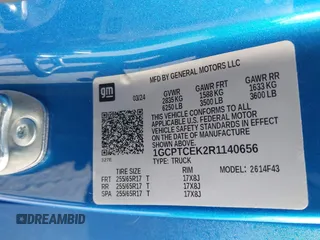 gm
MFD BY GENERAL MOTORS LLC
03/24
GVWR GAWR FRT GAWR RR
2835 KG 1588 KG 1633 KG
6250 LB 3500 LB 3600 LB
THIS VEHICLE CONFORMS TO ALL APPLICABLE
U.S. FEDERAL MOTOR VEHICLE SAFETY
AND THEFT PREVENTION STANDARDS IN EFFECT
ON THE DATE OF MANUFACTURE SHOWN ABOVE.
1GCPTCEK2R1140656
TYPE: TRUCK
TIRE SIZE RIM MODEL: 2614F43
FRT 255/65R17 T 17X8J
RR 255/65R17 T 17X8J
SPA 255/65R17 T 17X8J
DREAMBID